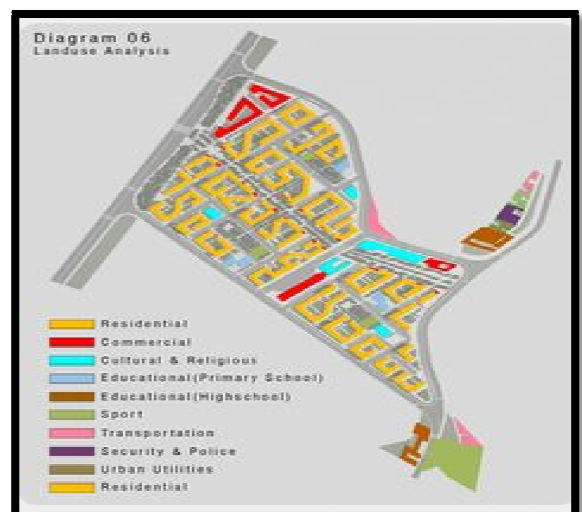 Diagram 06
Landuse Analysis
Residential
Commercial
Cultural & Religious
Educational(Primary School)
Educational(Highschool)
Sport
Transportation
Security & Police
Urban Utilities
Residential